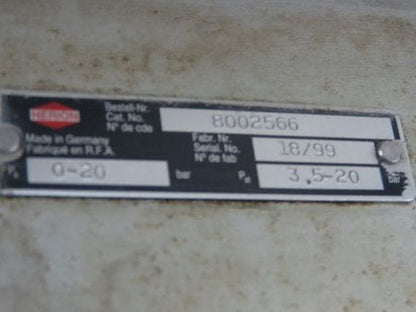 HERION
Bestell-Nr.
Cat. No. 8002566
N° de cde
Made in Germany Fabr. Nr.
Fabriqué en R.F.A. Serial. No. 18/99
N° de fab
0-20 bar Pst 3,5-20